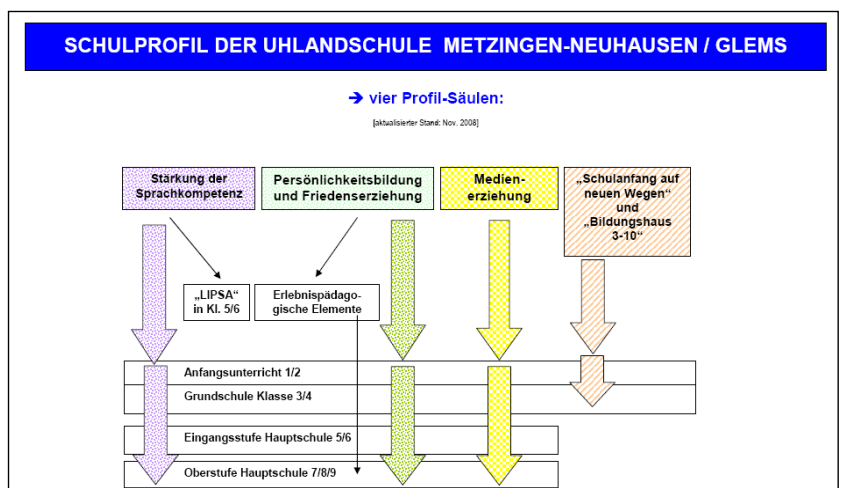 SCHULPROFIL DER UHLANDSCHULE METZINGEN-NEUHAUSEN / GLEMS
➔ vier Profil-Säulen:
[aktualisierter Stand: Nov. 2008]
Stärkung der
Sprachkompetenz
Persönlichkeitsbildung
und Friedenserziehung
Medien-
erziehung
„Schulanfang auf
neuen Wegen“
und
„Bildungshaus
3-10“
„LIPSA“
in Kl. 5/6
Erlebnispädago-
gische Elemente
Anfangsunterricht 1/2
Grundschule Klasse 3/4
Eingangsstufe Hauptschule 5/6
Oberstufe Hauptschule 7/8/9